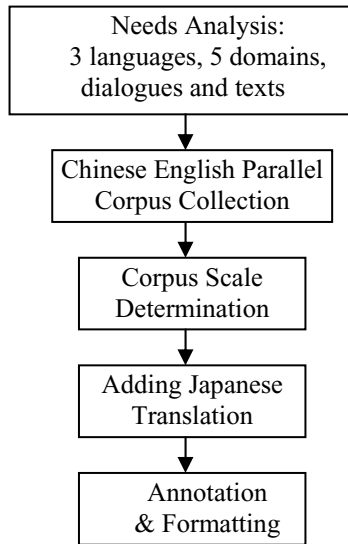 Needs Analysis:
3 languages, 5 domains,
dialogues and texts
Chinese English Parallel
Corpus Collection
Corpus Scale
Determination
Adding Japanese
Translation
Annotation
& Formatting